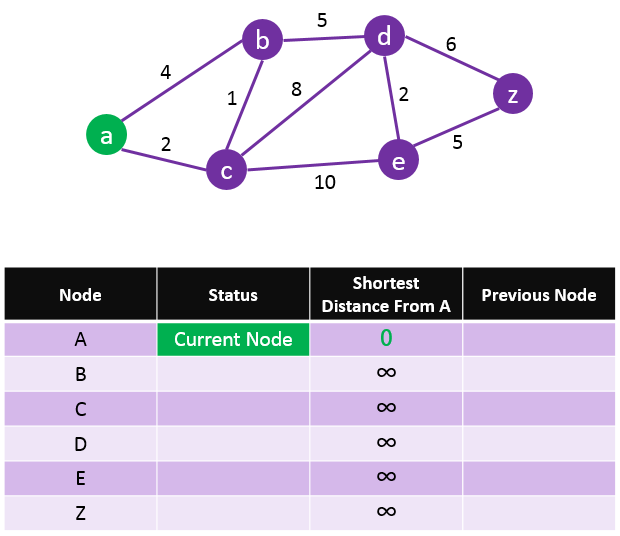 5
b
d
4
6
8
1
2
z
a
2
5
c
e
10
Node Status Shortest Distance From A Previous Node
A Current Node 0
B ∞
C ∞
D ∞
E ∞
Z ∞